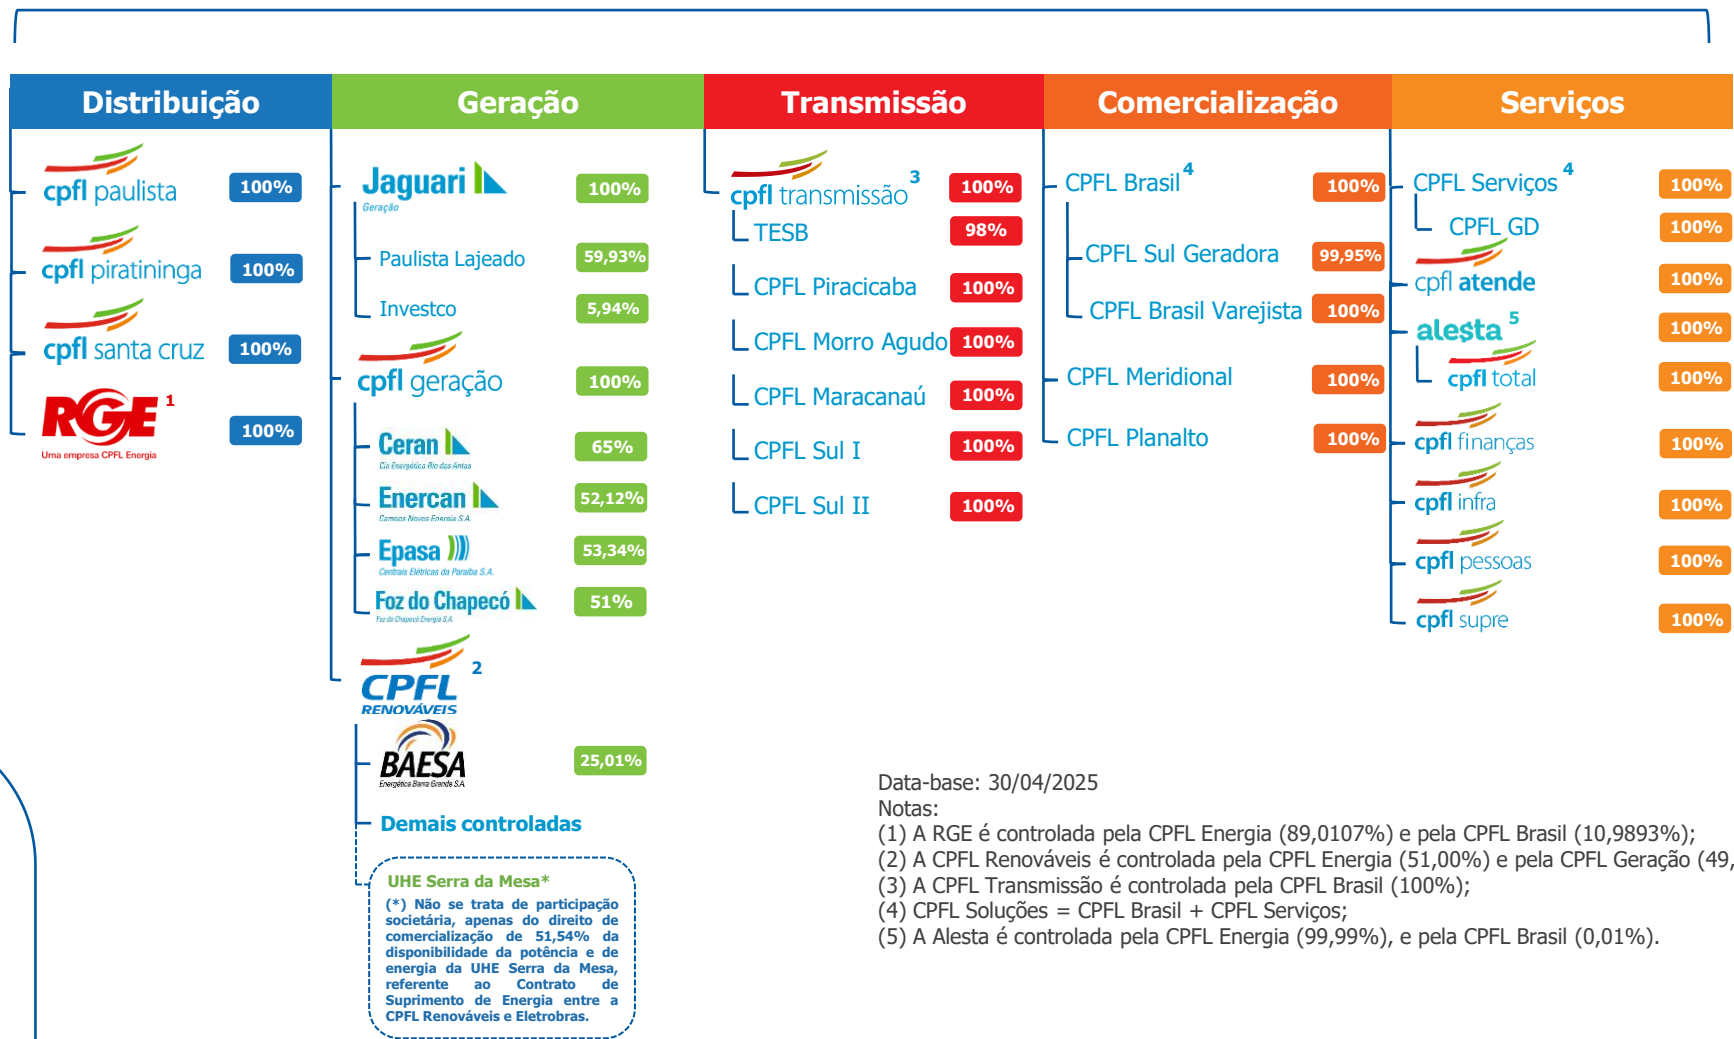 Distribuição
cpfl paulista 100%
cpfl piratininga 100%
cpfl santa cruz 100%
RGE 1 100%
Uma empresa CPFL Energia
Geração
Jaguari 100%
Geração
Paulista Lajeado 59,93%
Investco 5,94%
cpfl geração 100%
Ceran 65%
Cia Energética Rio das Antas
Enercan 52,12%
Campos Novos Energia S.A.
Epasa 53,34%
Centrais Elétricas da Paraíba S.A.
Foz do Chapecó 51%
Foz do Chapecó Energia S.A.
CPFL 2
RENOVÁVEIS
BAESA 25,01%
Energética Barra Grande S.A.
Demais controladas
UHE Serra da Mesa*
(*) Não se trata de participação
societária, apenas do direito de
comercialização de 51,54% da
disponibilidade da potência e de
energia da UHE Serra da Mesa,
referente ao Contrato de
Suprimento de Energia entre a
CPFL Renováveis e Eletrobras.
Transmissão
cpfl transmissão 3 100%
TESB 98%
CPFL Piracicaba 100%
CPFL Morro Agudo 100%
CPFL Maracanaú 100%
CPFL Sul I 100%
CPFL Sul II 100%
Comercialização
CPFL Brasil 4 100%
CPFL Sul Geradora 99,95%
CPFL Brasil Varejista 100%
CPFL Meridional 100%
CPFL Planalto 100%
Serviços
CPFL Serviços 4 100%
CPFL GD 100%
cpfl atende 100%
alesta 5 100%
cpfl total 100%
cpfl finanças 100%
cpfl infra 100%
cpfl pessoas 100%
cpfl supre 100%
Data-base: 30/04/2025
Notas:
(1) A RGE é controlada pela CPFL Energia (89,0107%) e pela CPFL Brasil (10,9893%);
(2) A CPFL Renováveis é controlada pela CPFL Energia (51,00%) e pela CPFL Geração (49,
(3) A CPFL Transmissão é controlada pela CPFL Brasil (100%);
(4) CPFL Soluções = CPFL Brasil + CPFL Serviços;
(5) A Alesta é controlada pela CPFL Energia (99,99%), e pela CPFL Brasil (0,01%).